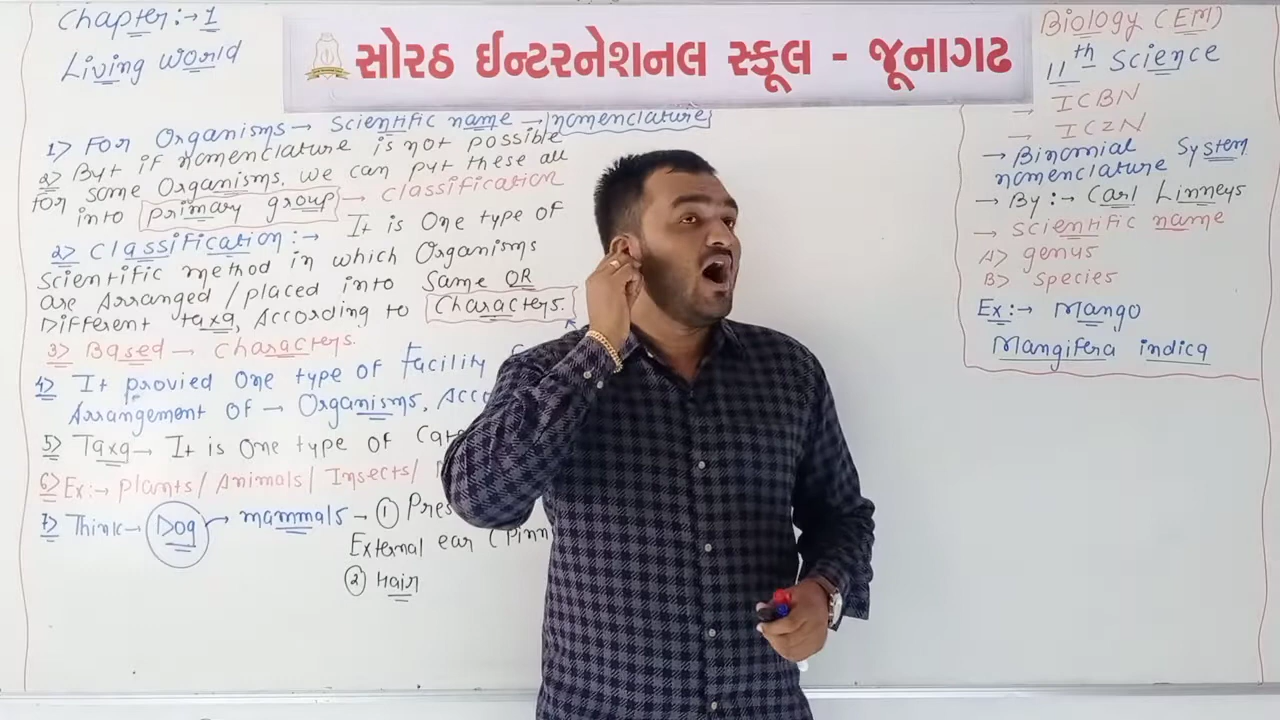 Chapter:→ 1
Living world
સોરઠ ઈન્ટરનેશનલ સ્કૂલ - જૂનાગઢ
1> For Organisms → Scientific name → nomenclature
2> But if nomenclature is not possible
for some Organisms, we can put these all
into primary group → Classification
2> Classification:→ It is One type of
Scientific method in which Organisms
are Arranged / placed into Same OR
Different taxa, According to Characters.
3> Based → Characters.
4> It provied One type of Facility
Arrangement OF → Organisms,
5> Taxa → It is One type of
6> Ex:→ Plants / Animals / Insects /
7> Think → Dog → mammals → ①
External ear (
② Hair
Biology (EM)
11th Science
→ ICBN
→ ICZN
→ Binomial System
nomenclature
→ By:→ Carl Linneus
→ Scientific name
A> genus
B> Species
Ex:→ Mango
Mangifera indica